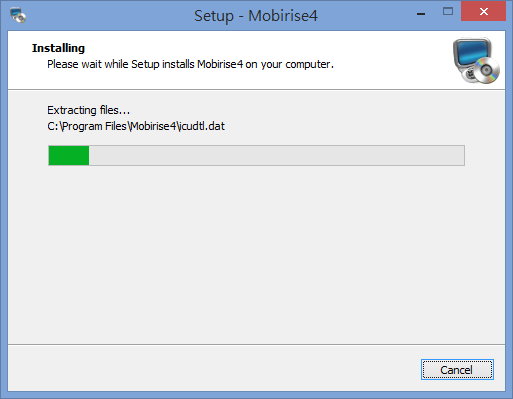 Setup - Mobirise4
Installing
Please wait while Setup installs Mobirise4 on your computer.
Extracting files...
C:\Program Files\Mobirise4\icudtl.dat
Cancel